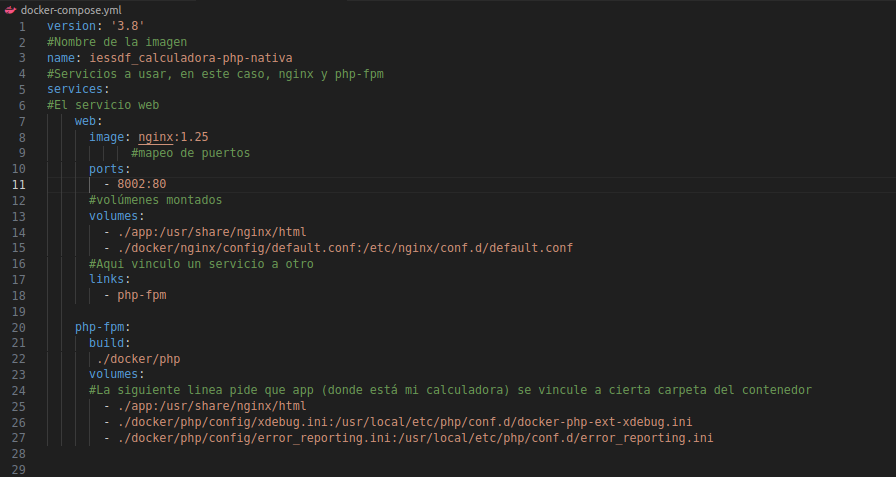 docker-compose.yml
1 version: '3.8'
2 #Nombre de la imagen
3 name: iessdf_calculadora-php-nativa
4 #Servicios a usar, en este caso, nginx y php-fpm
5 services:
6 #El servicio web
7 web:
8 image: nginx:1.25
9 #mapeo de puertos
10 ports:
11 - 8002:80
12 #volúmenes montados
13 volumes:
14 - ./app:/usr/share/nginx/html
15 - ./docker/nginx/config/default.conf:/etc/nginx/conf.d/default.conf
16 #Aqui vinculo un servicio a otro
17 links:
18 - php-fpm
19
20 php-fpm:
21 build:
22 ./docker/php
23 volumes:
24 #La siguiente linea pide que app (donde está mi calculadora) se vincule a cierta carpeta del contenedor
25 - ./app:/usr/share/nginx/html
26 - ./docker/php/config/xdebug.ini:/usr/local/etc/php/conf.d/docker-php-ext-xdebug.ini
27 - ./docker/php/config/error_reporting.ini:/usr/local/etc/php/conf.d/error_reporting.ini
28
29